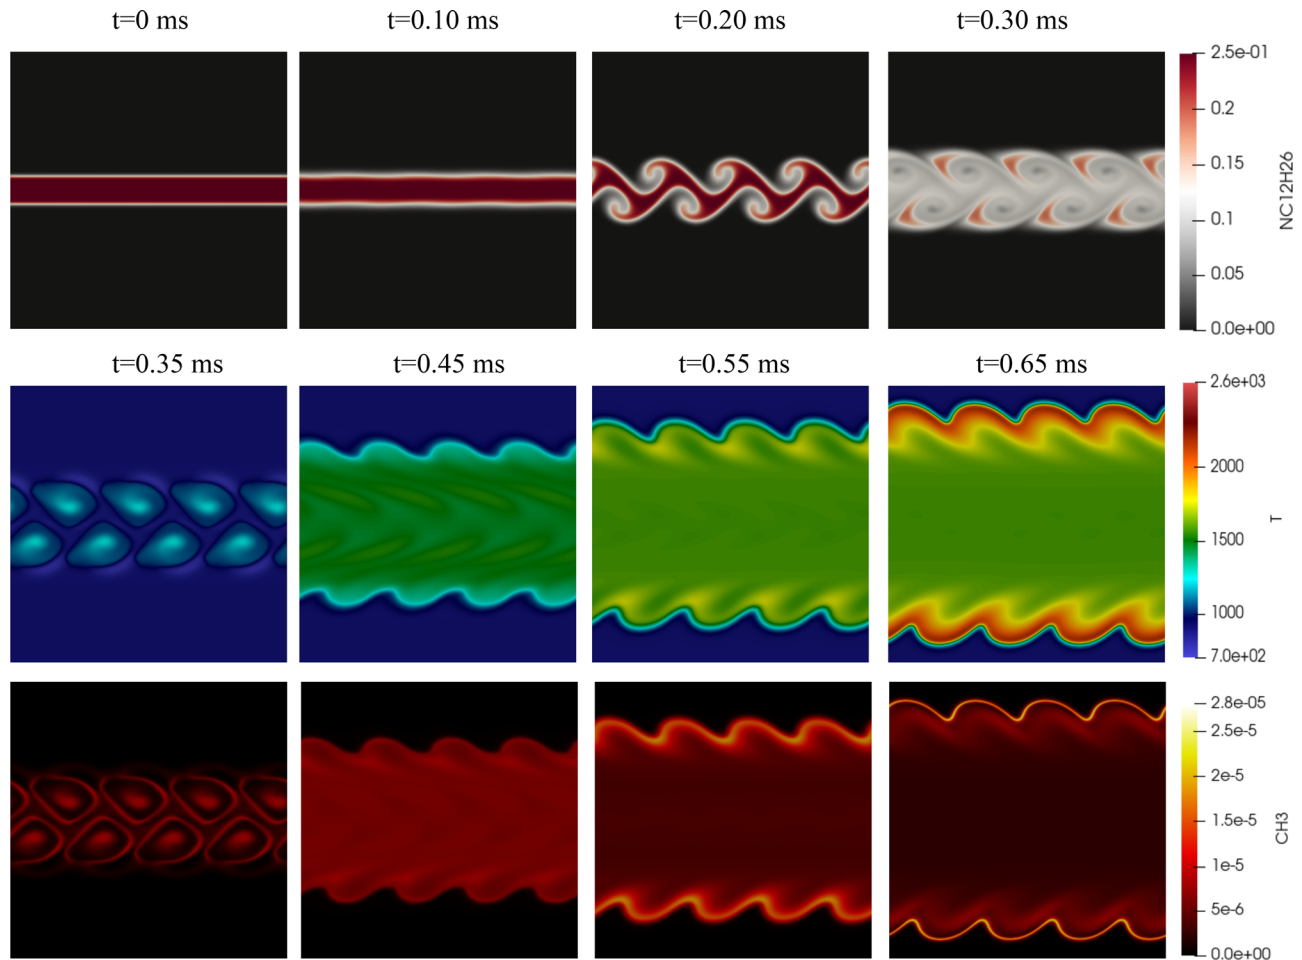 t=0 ms
t=0.10 ms
t=0.20 ms
t=0.30 ms
2.5e-01
0.2
0.15
0.1
0.05
0.0e+00
NC12H26
t=0.35 ms
t=0.45 ms
t=0.55 ms
t=0.65 ms
2.6e+03
2000
1500
1000
7.0e+02
T
2.8e-05
2.5e-5
2e-5
1.5e-5
1e-5
5e-6
0.0e+00
CH3